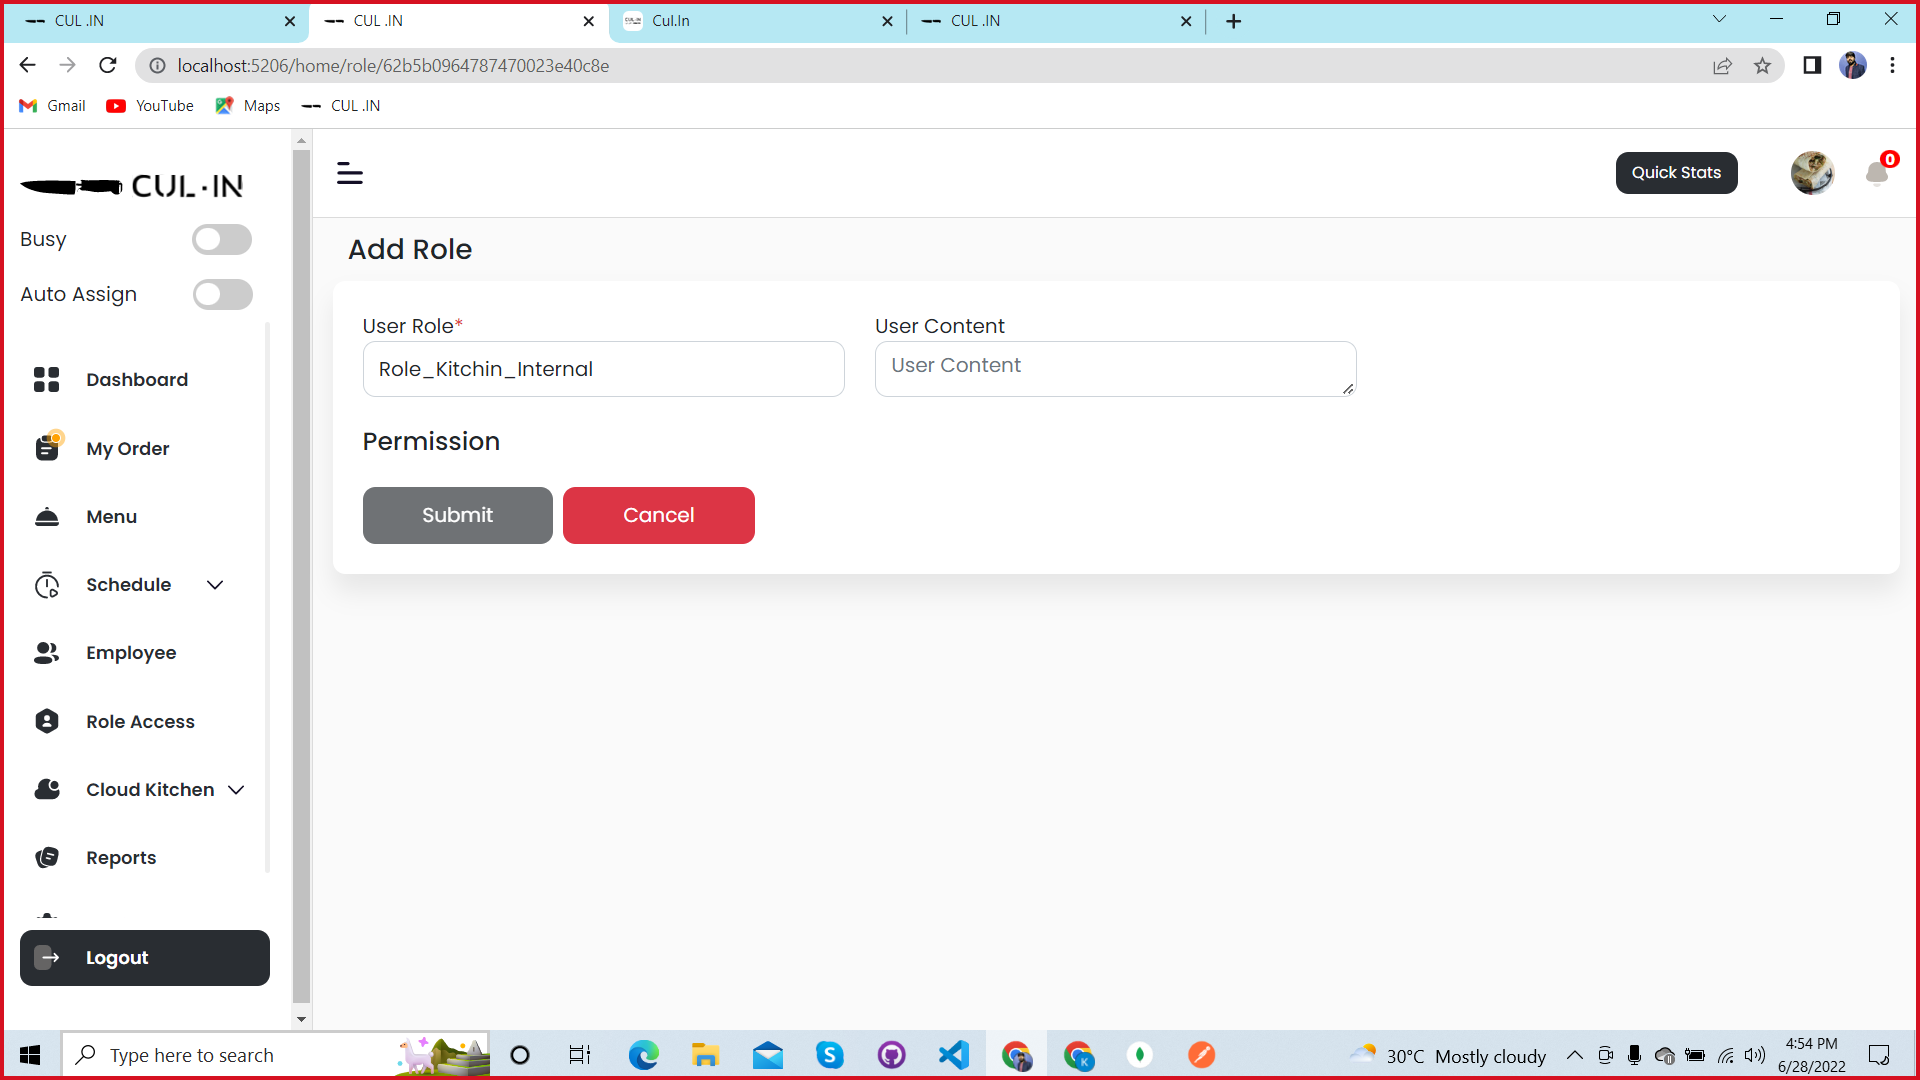 CUL .IN
CUL .IN
Cul.In
CUL .IN
localhost:5206/home/role/62b5b0964787470023e40c8e
Gmail
YouTube
Maps
CUL .IN
CUL·IN
Busy
Auto Assign
Dashboard
My Order
Menu
Schedule
Employee
Role Access
Cloud Kitchen
Reports
Logout
Quick Stats
0
Add Role
User Role*
Role_Kitchin_Internal
User Content
User Content
Permission
Submit
Cancel
Type here to search
30°C Mostly cloudy
4:54 PM
6/28/2022